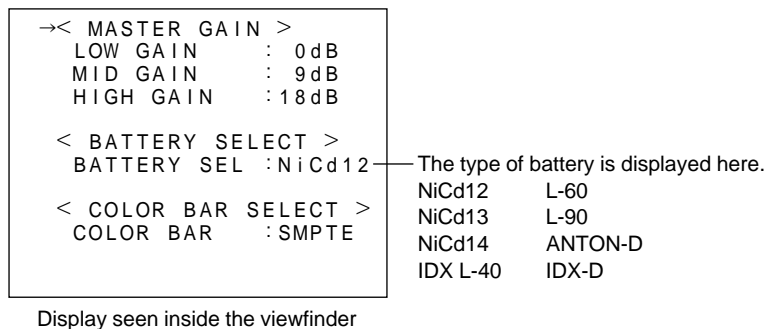 →< MASTER GAIN >
LOW GAIN : 0dB
MID GAIN : 9dB
HIGH GAIN :18dB
< BATTERY SELECT >
BATTERY SEL :NiCd12
< COLOR BAR SELECT >
COLOR BAR :SMPTE
The type of battery is displayed here.
NiCd12 L-60
NiCd13 L-90
NiCd14 ANTON-D
IDX L-40 IDX-D
Display seen inside the viewfinder